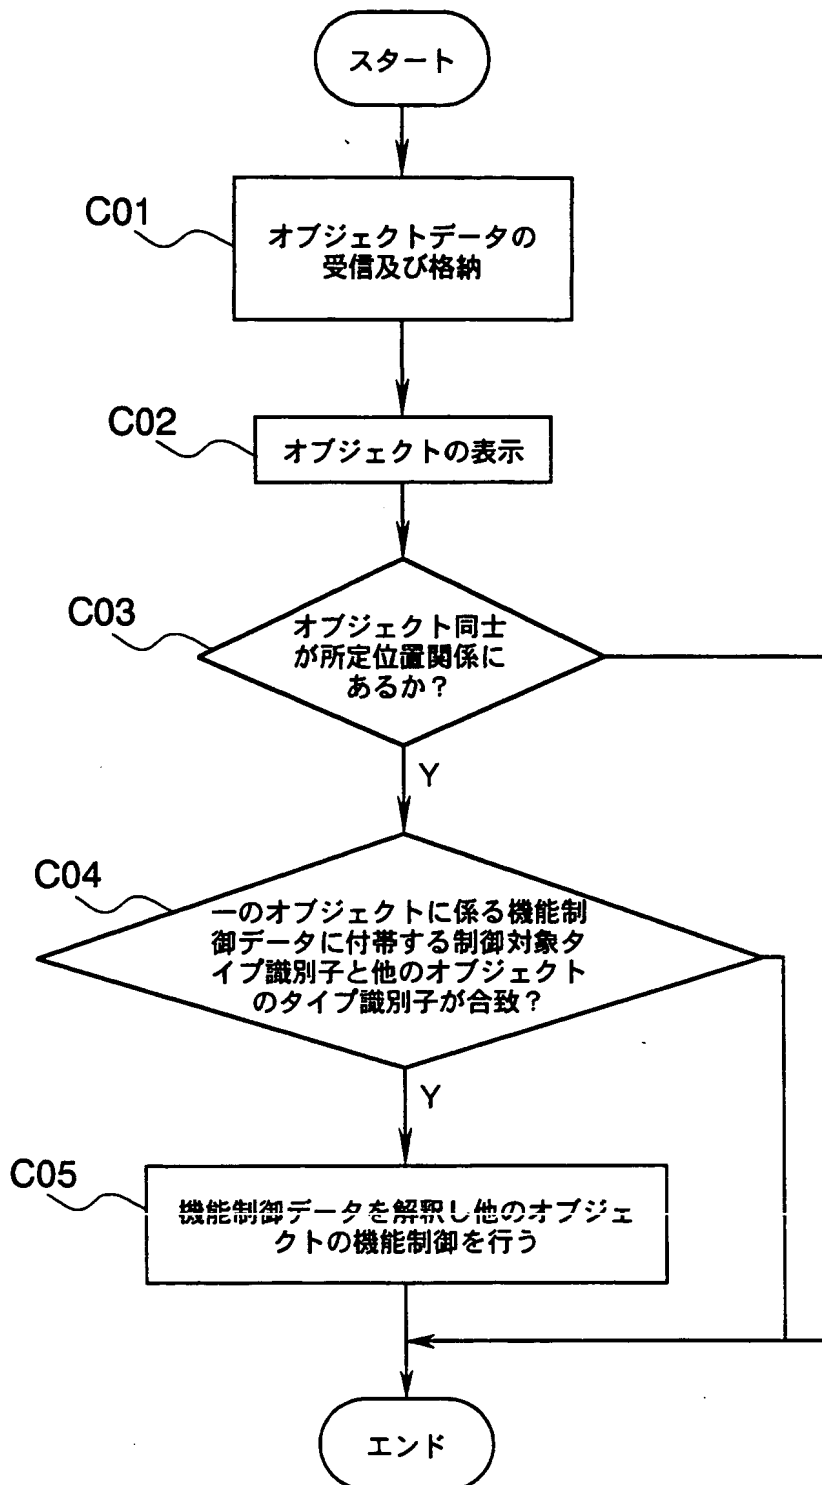 スタート
C01
オブジェクトデータの
受信及び格納
C02
オブジェクトの表示
C03
オブジェクト同士
が所定位置関係に
あるか?
Y
C04
一のオブジェクトに係る機能制
御データに付帯する制御対象タ
イプ識別子と他のオブジェクト
のタイプ識別子が合致?
Y
C05
機能制御データを解釈し他のオブジェ
クトの機能制御を行う
エンド